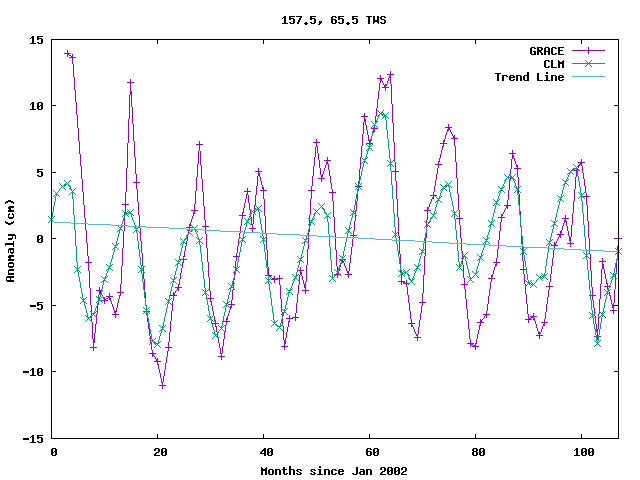 157.5, 65.5 TWS
GRACE
CLM
Trend Line
15
10
5
0
-5
-10
-15
Anomaly (cm)
0 20 40 60 80 100
Months since Jan 2002